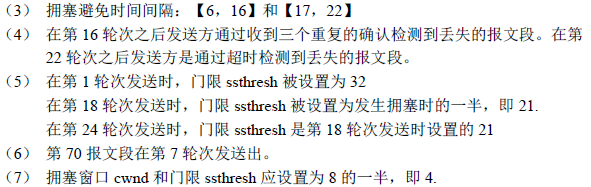 （3） 拥塞避免时间间隔：【6，16】和【17，22】
（4） 在第 16 轮次之后发送方通过收到三个重复的确认检测到丢失的报文段。在第
22 轮次之后发送方是通过超时检测到丢失的报文段。
（5） 在第 1 轮次发送时，门限 ssthresh 被设置为 32
在第 18 轮次发送时，门限 ssthresh 被设置为发生拥塞时的一半，即 21.
在第 24 轮次发送时，门限 ssthresh 是第 18 轮次发送时设置的 21
（6） 第 70 报文段在第 7 轮次发送出。
（7） 拥塞窗口 cwnd 和门限 ssthresh 应设置为 8 的一半，即 4.